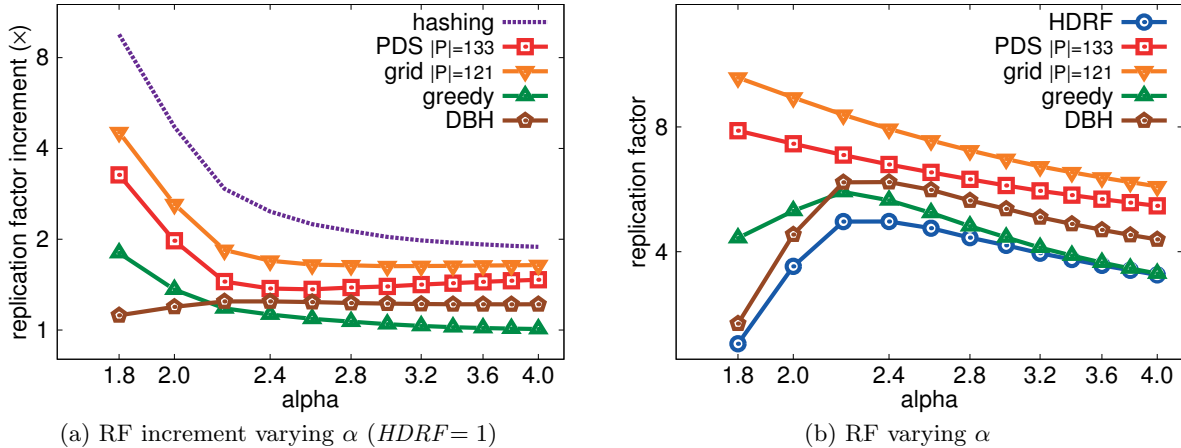 replication factor increment (×)
8
4
2
1
hashing
PDS |P|=133
grid |P|=121
greedy
DBH
1.8 2.0 2.4 2.8 3.2 3.6 4.0
alpha
(a) RF increment varying α (HDRF = 1)
replication factor
8
4
HDRF
PDS |P|=133
grid |P|=121
greedy
DBH
1.8 2.0 2.4 2.8 3.2 3.6 4.0
alpha
(b) RF varying α